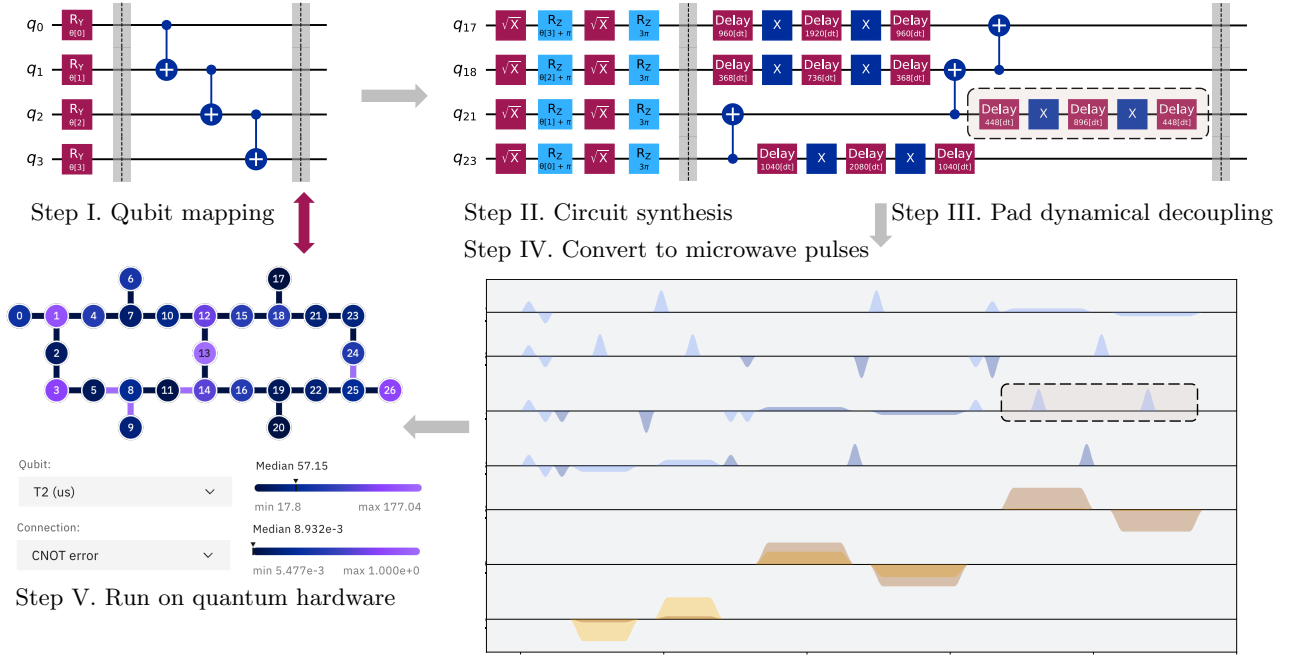 q0 RY θ[0]
q1 RY θ[1]
q2 RY θ[2]
q3 RY θ[3]
q17 √X RZ θ[3] + π √X RZ 3π Delay 960[dt] X Delay 1920[dt] X Delay 960[dt]
q18 √X RZ θ[2] + π √X RZ 3π Delay 368[dt] X Delay 736[dt] X Delay 368[dt]
q21 √X RZ θ[1] + π √X RZ 3π Delay 448[dt] X Delay 896[dt] X Delay 448[dt]
q23 √X RZ θ[0] + π √X RZ 3π Delay 1040[dt] X Delay 2080[dt] X Delay 1040[dt]
Step I. Qubit mapping
Step II. Circuit synthesis
Step III. Pad dynamical decoupling
Step IV. Convert to microwave pulses
6 17
0 1 4 7 10 12 15 18 21 23
2 13 24
3 5 8 11 14 16 19 22 25 26
9 20
Qubit:
T2 (us)
Median 57.15
min 17.8 max 177.04
Connection:
CNOT error
Median 8.932e-3
min 5.477e-3 max 1.000e+0
Step V. Run on quantum hardware